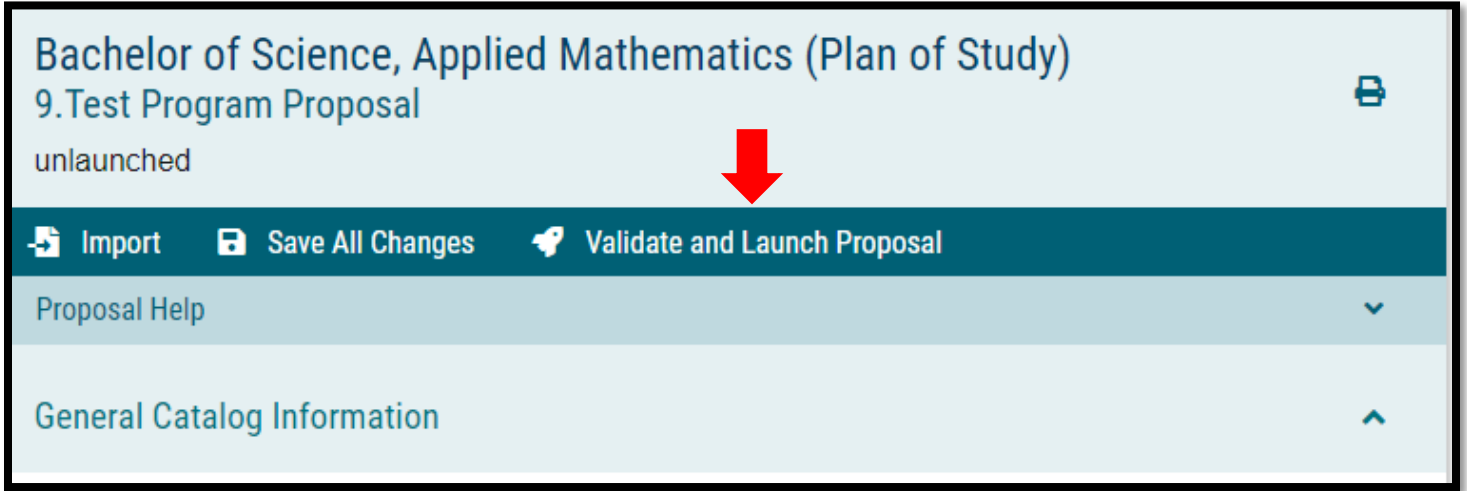 Bachelor of Science, Applied Mathematics (Plan of Study)
9.Test Program Proposal
unlaunched
Import Save All Changes Validate and Launch Proposal
Proposal Help
General Catalog Information